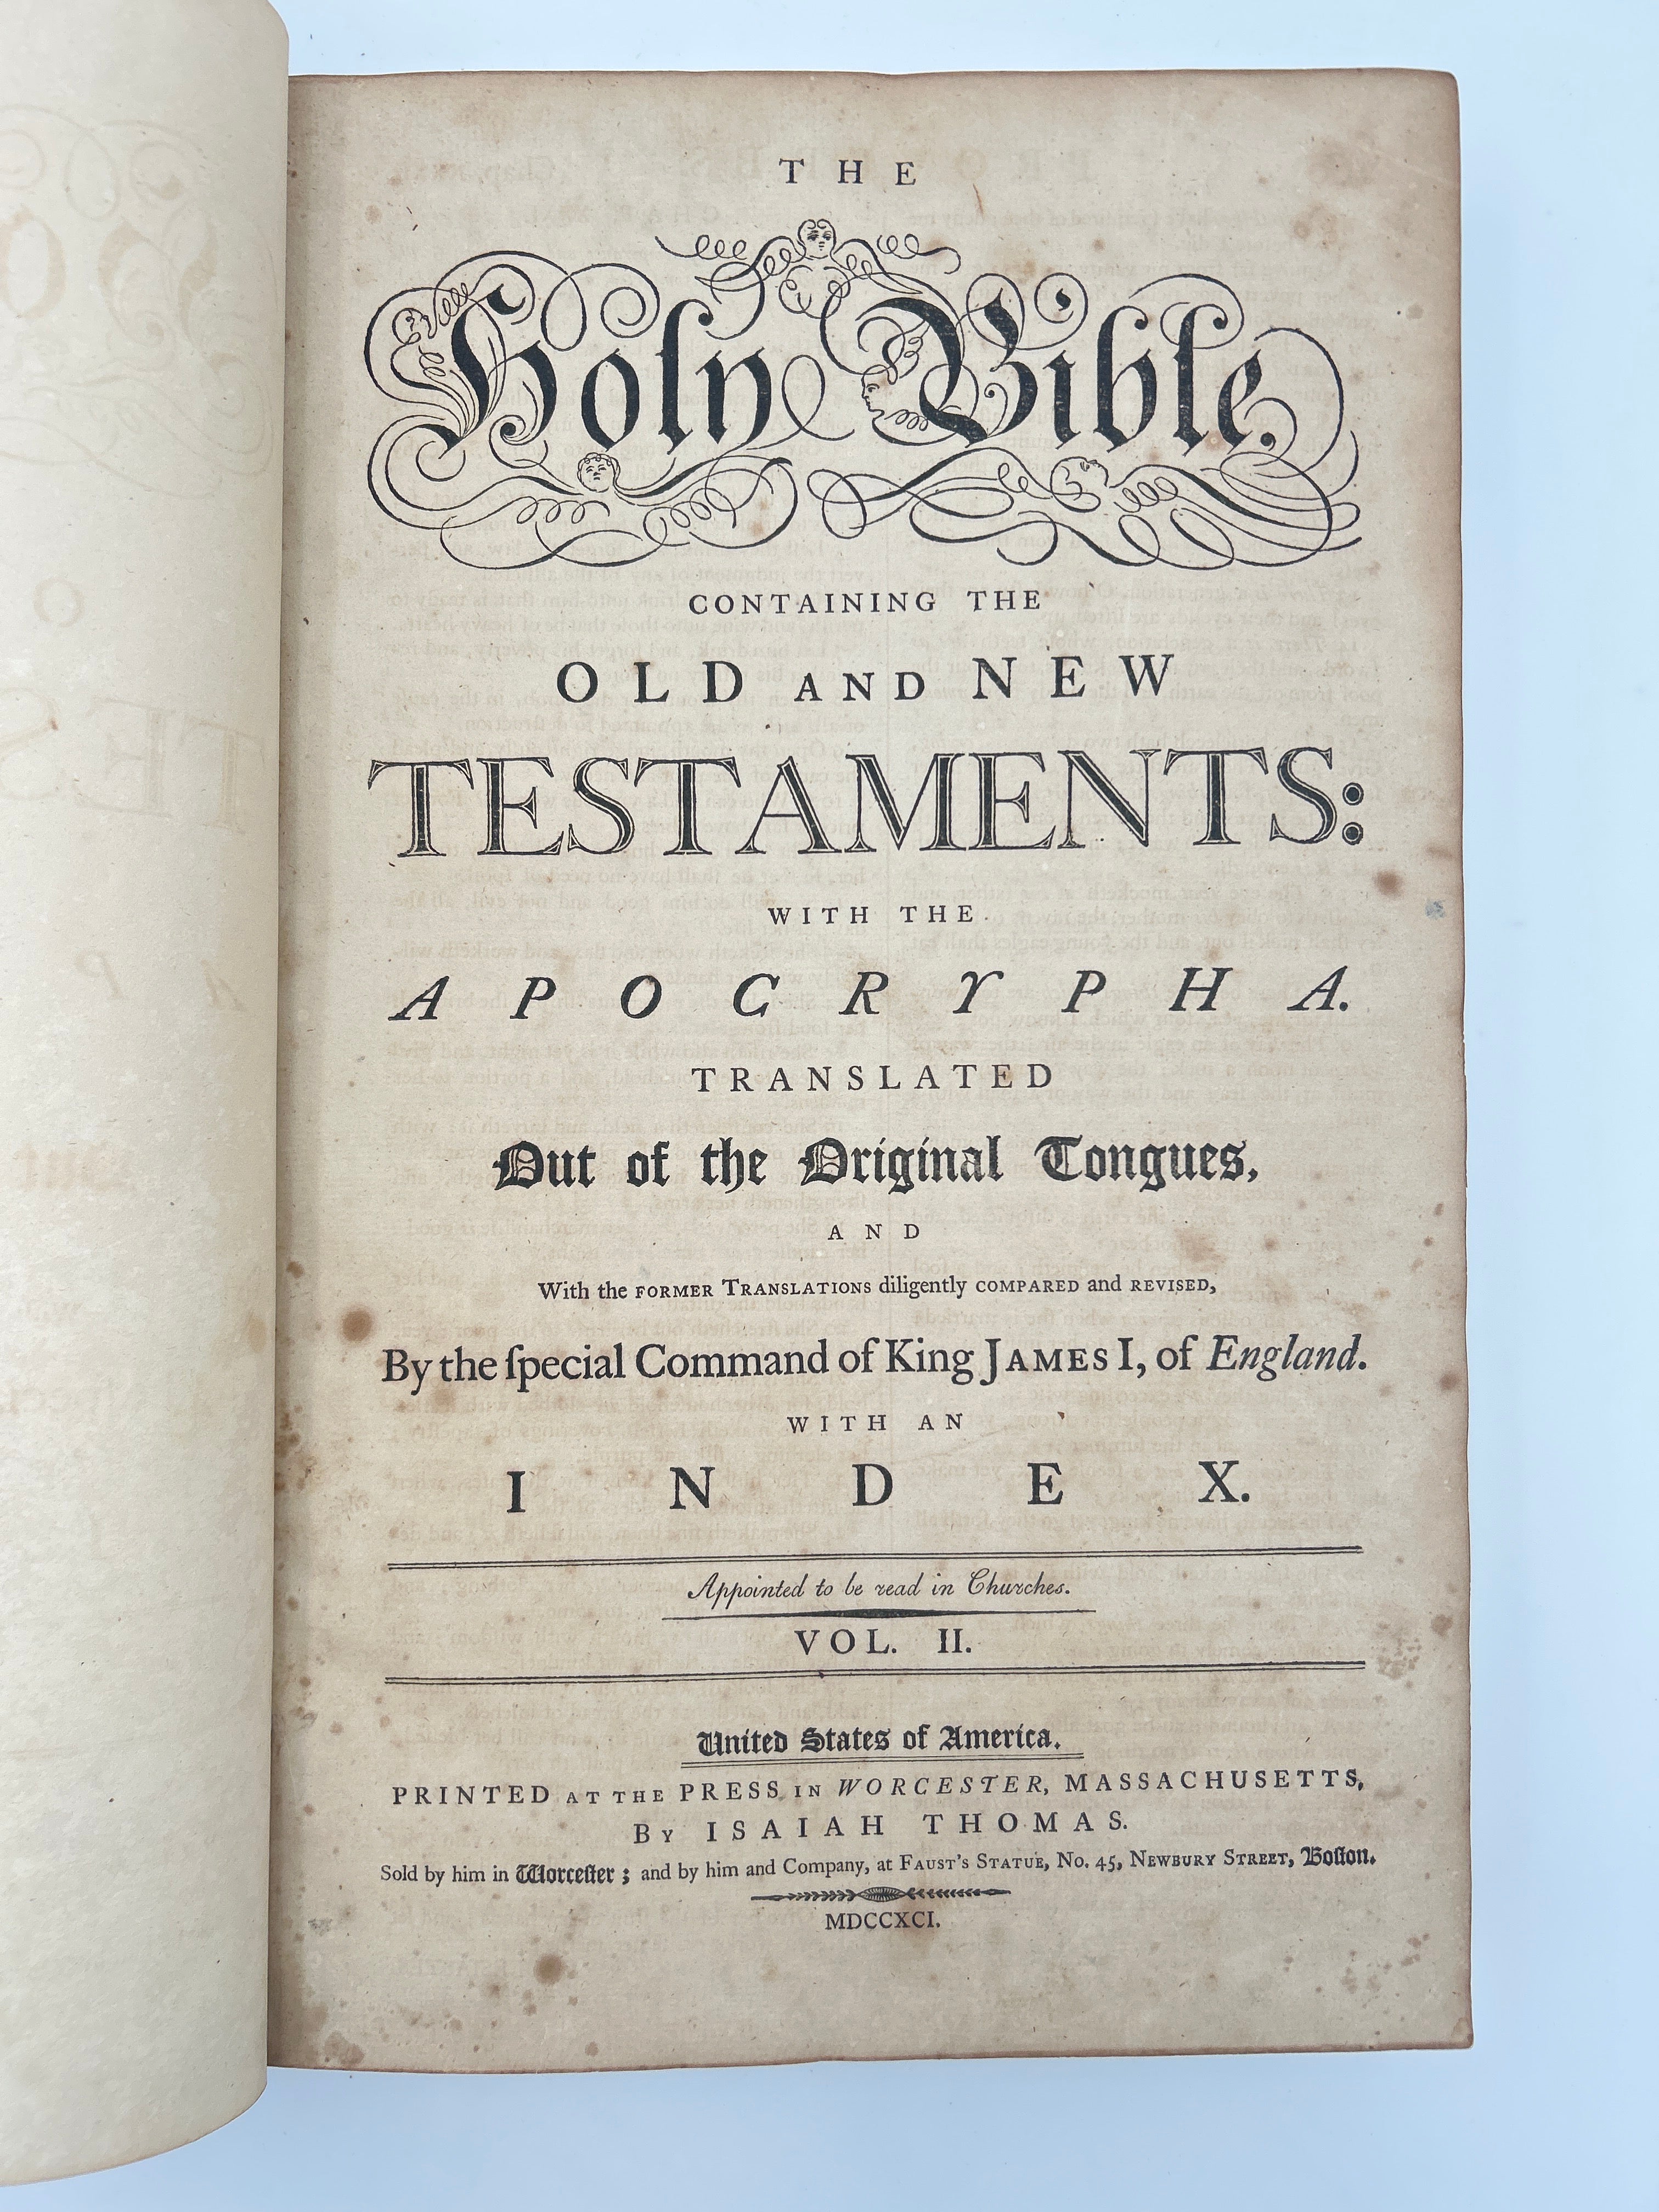 THE
Holy Bible,
CONTAINING THE
OLD AND NEW
TESTAMENTS:
WITH THE
APOCRYPHA.
TRANSLATED
Out of the Original Tongues,
AND
With the FORMER TRANSLATIONS diligently COMPARED and REVISED,
By the ſpecial Command of King JAMES I, of England.
WITH AN
INDEX.
Appointed to be read in Churches.
VOL. II.
United States of America.
PRINTED AT THE PRESS IN WORCESTER, MASSACHUSETTS,
By ISAIAH THOMAS.
Sold by him in Worceſter; and by him and Company, at FAUST'S STATUE, No. 45, NEWBURY STREET, Boſton.
MDCCXCI.